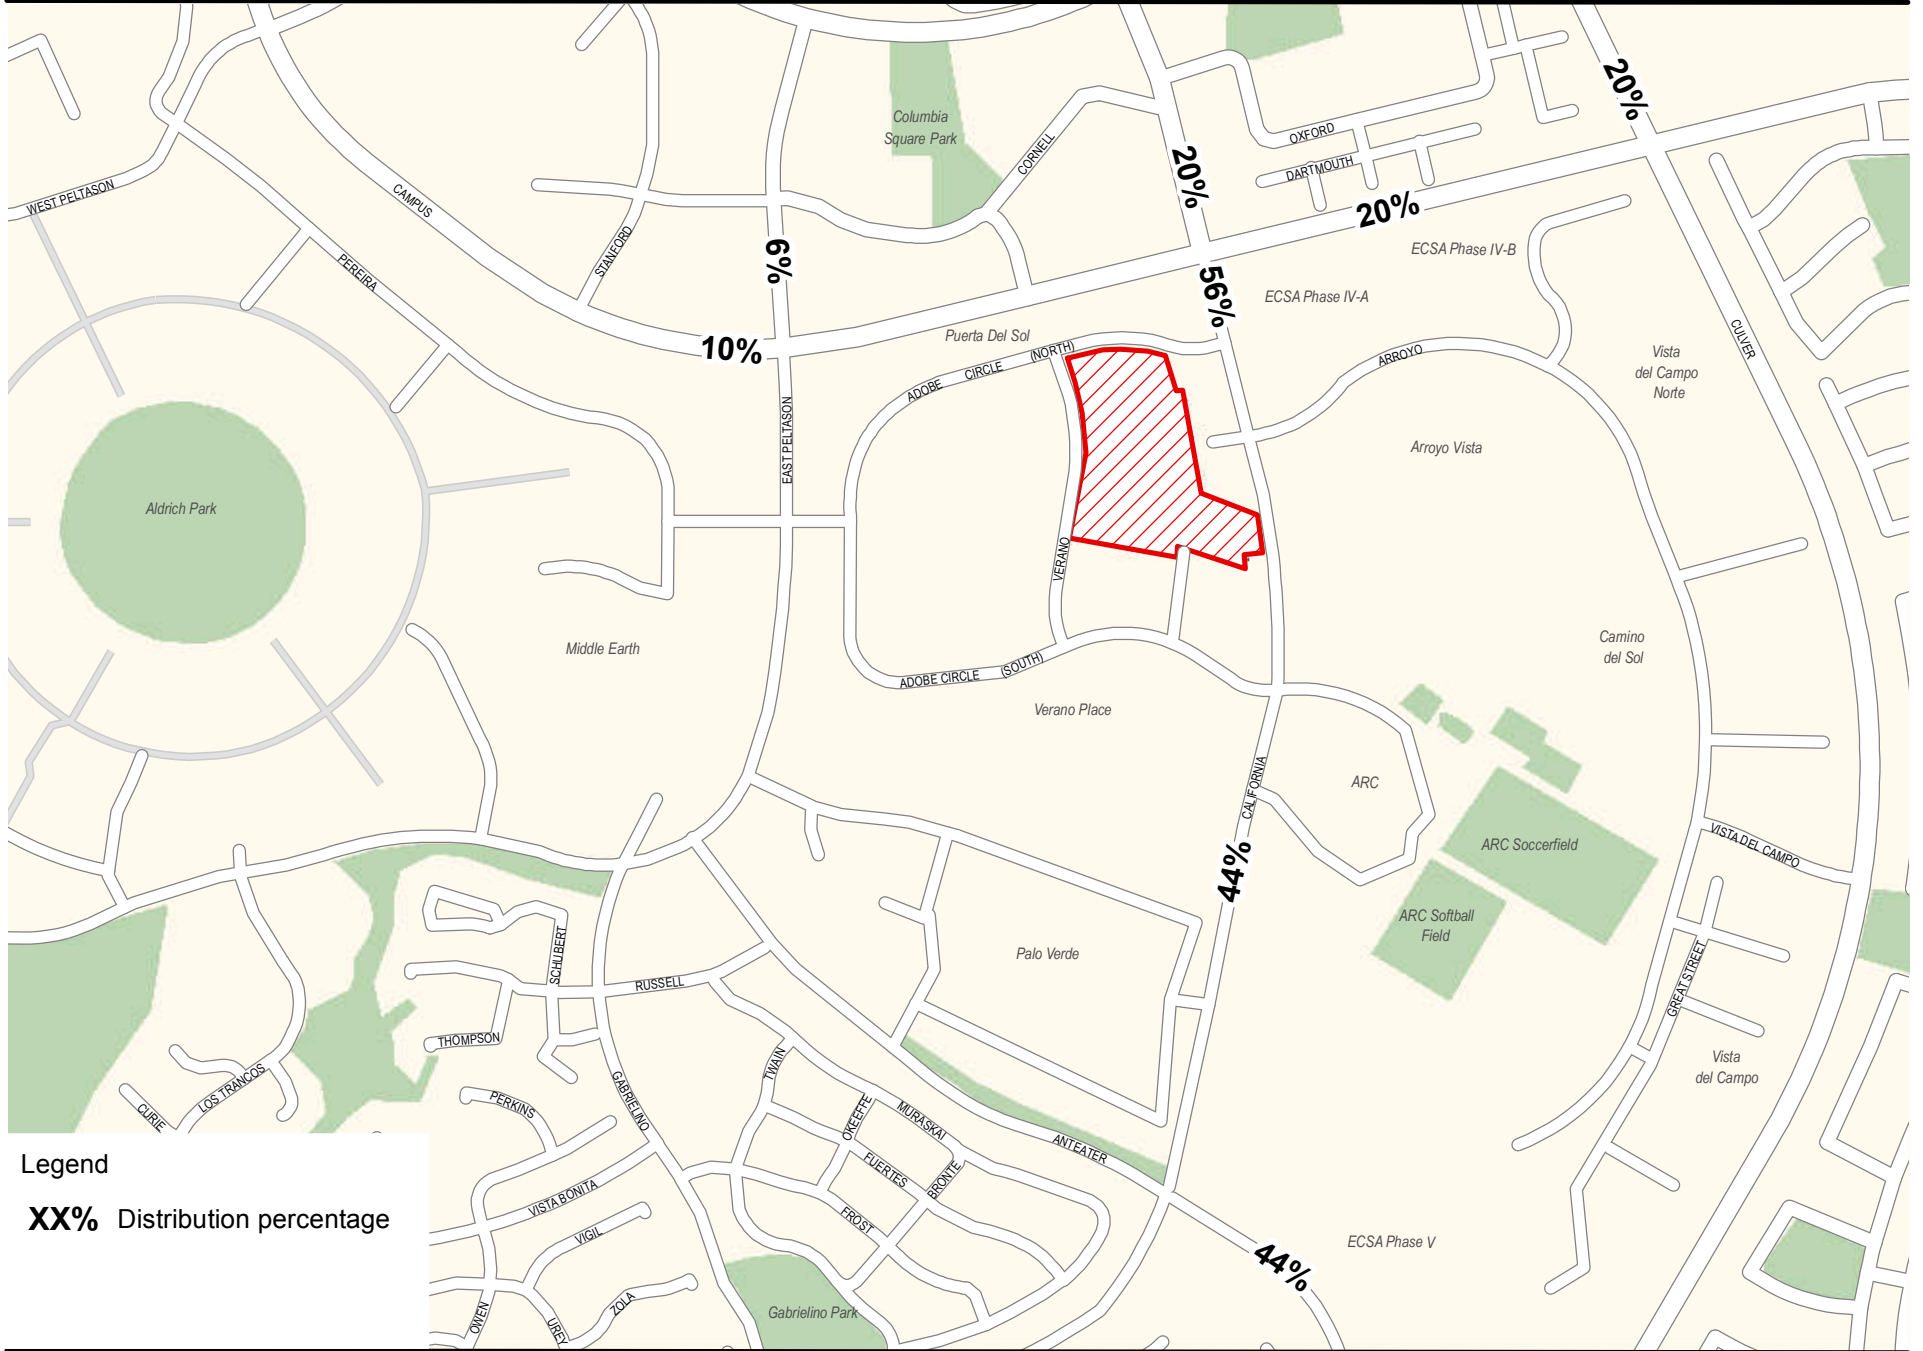 20%
Columbia
Square Park
CORNELL
OXFORD
DARTMOUTH
20%
WEST PELTASON
CAMPUS
20%
STANFORD
6%
PEREIRA
ECSA Phase IV-B
56%
ECSA Phase IV-A
Puerta Del Sol
10%
CULVER
ADOBE CIRCLE (NORTH)
ARROYO
Vista
del Campo
Norte
EAST PELTASON
Arroyo Vista
Aldrich Park
VERANO
Middle Earth
Camino
del Sol
ADOBE CIRCLE (SOUTH)
Verano Place
CALIFORNIA
ARC
ARC Soccerfield
VISTA DEL CAMPO
44%
ARC Softball
Field
SCHUBERT
Palo Verde
RUSSELL
GREAT STREET
THOMPSON
TWAIN
Vista
del Campo
LOS TRANCOS
GABRIELINO
CURIE
PERKINS
OKEEFFE
MURASKAI
ANTEATER
FUERTES
BRONTE
Legend
XX% Distribution percentage
VISTA BONITA
FROST
VIGIL
ECSA Phase V
44%
ZOLA
OWEN
UREY
Gabrielino Park